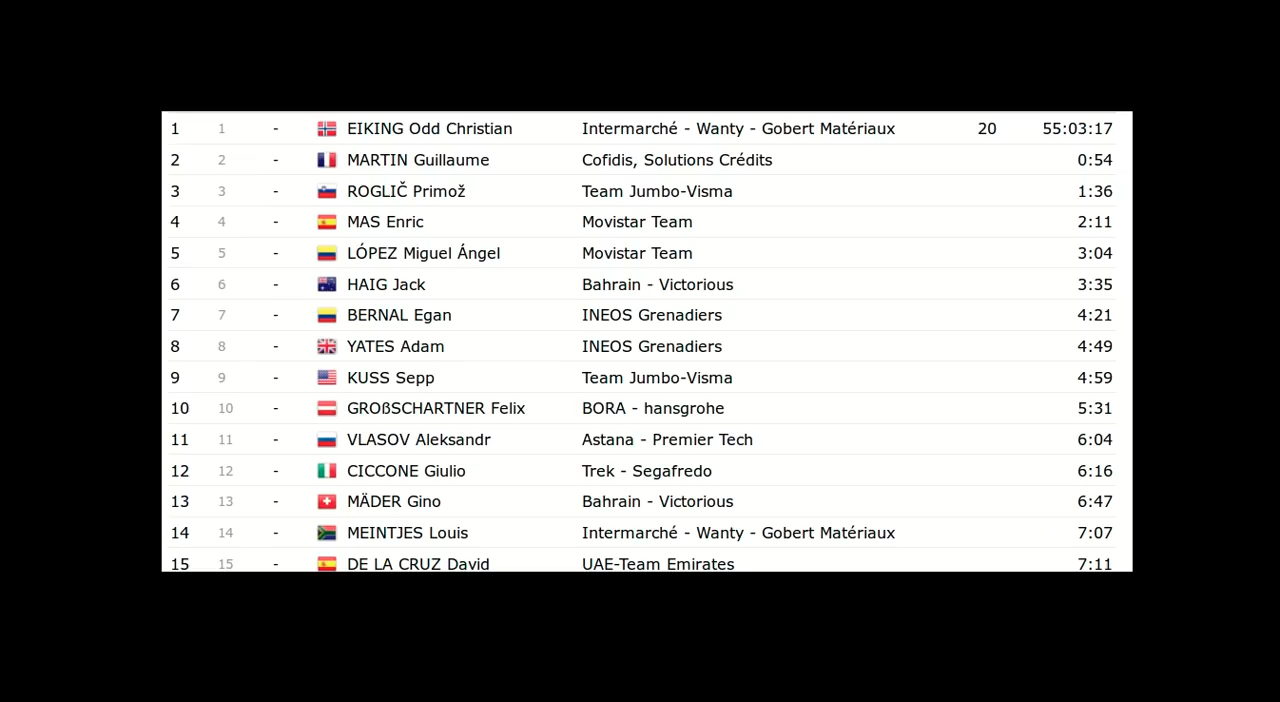 1 1 - EIKING Odd Christian Intermarché - Wanty - Gobert Matériaux 20 55:03:17
2 2 - MARTIN Guillaume Cofidis, Solutions Crédits 0:54
3 3 - ROGLIČ Primož Team Jumbo-Visma 1:36
4 4 - MAS Enric Movistar Team 2:11
5 5 - LÓPEZ Miguel Ángel Movistar Team 3:04
6 6 - HAIG Jack Bahrain - Victorious 3:35
7 7 - BERNAL Egan INEOS Grenadiers 4:21
8 8 - YATES Adam INEOS Grenadiers 4:49
9 9 - KUSS Sepp Team Jumbo-Visma 4:59
10 10 - GROßSCHARTNER Felix BORA - hansgrohe 5:31
11 11 - VLASOV Aleksandr Astana - Premier Tech 6:04
12 12 - CICCONE Giulio Trek - Segafredo 6:16
13 13 - MÄDER Gino Bahrain - Victorious 6:47
14 14 - MEINTJES Louis Intermarché - Wanty - Gobert Matériaux 7:07
15 15 - DE LA CRUZ David UAE-Team Emirates 7:11